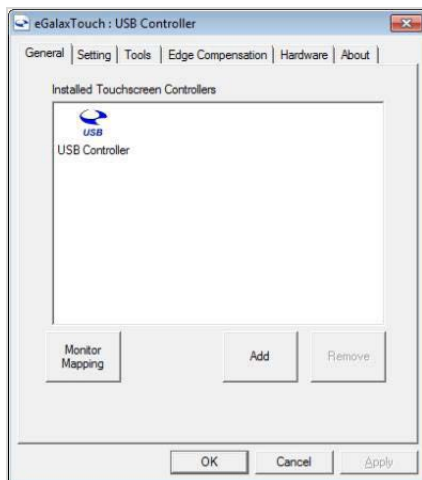 eGalaxTouch : USB Controller
General Setting Tools Edge Compensation Hardware About
Installed Touchscreen Controllers
USB
USB Controller
Monitor
Mapping
Add
Remove
OK
Cancel
Apply